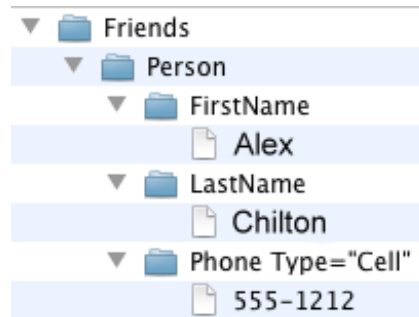 Friends
Person
FirstName
Alex
LastName
Chilton
Phone Type="Cell"
555-1212